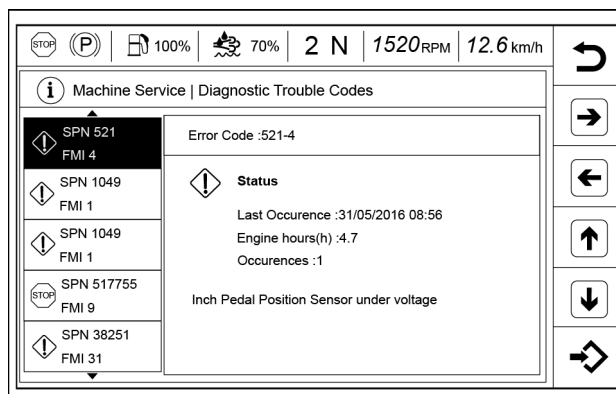 STOP P 100% 70% 2 N 1520 RPM 12.6 km/h
i Machine Service | Diagnostic Trouble Codes
SPN 521
FMI 4
SPN 1049
FMI 1
SPN 1049
FMI 1
STOP SPN 517755
FMI 9
SPN 38251
FMI 31
Error Code :521-4
Status
Last Occurence :31/05/2016 08:56
Engine hours(h) :4.7
Occurences :1
Inch Pedal Position Sensor under voltage